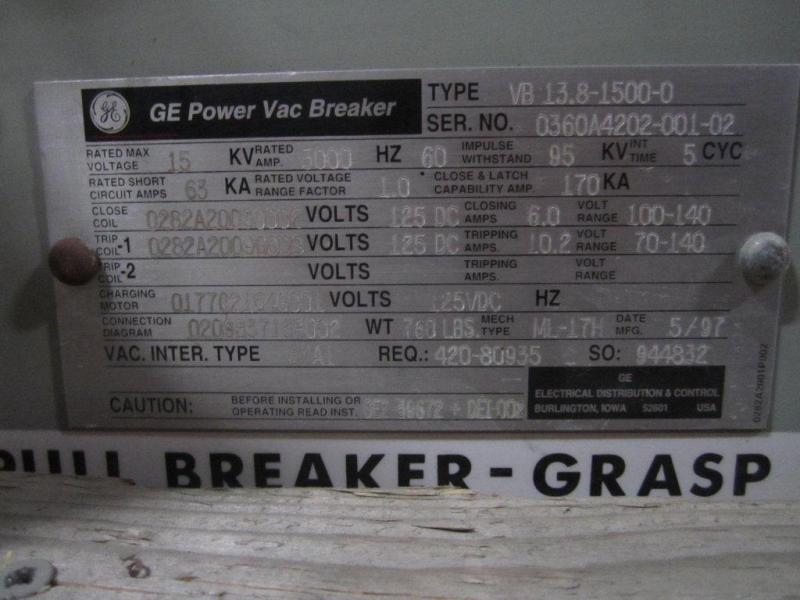 GE GE Power Vac Breaker
TYPE VB 13.8-1500-0
SER. NO. 0360A4202-001-02
RATED MAX VOLTAGE 15 KV RATED AMP. 3000 HZ 60 IMPULSE WITHSTAND 95 KV INT TIME 5 CYC
RATED SHORT CIRCUIT AMPS 63 KA RATED VOLTAGE RANGE FACTOR 1.0 CLOSE & LATCH CAPABILITY AMP. 170 KA
CLOSE COIL VOLTS 125 DC CLOSING AMPS 6.0 VOLT RANGE 100-140
TRIP COIL-1 VOLTS 125 DC TRIPPING AMPS. 10.2 VOLT RANGE 70-140
TRIP COIL-2 VOLTS TRIPPING AMPS. VOLT RANGE
CHARGING MOTOR VOLTS 125VDC HZ
CONNECTION DIAGRAM WT 760 LBS. MECH TYPE ML-17H DATE MFG. 5/97
VAC. INTER. TYPE A1 REQ.: 420-80935 SO: 944832
CAUTION: BEFORE INSTALLING OR OPERATING READ INST.
GE
ELECTRICAL DISTRIBUTION & CONTROL
BURLINGTON, IOWA 52601 USA
0282A2001P002
PULL BREAKER-GRASP